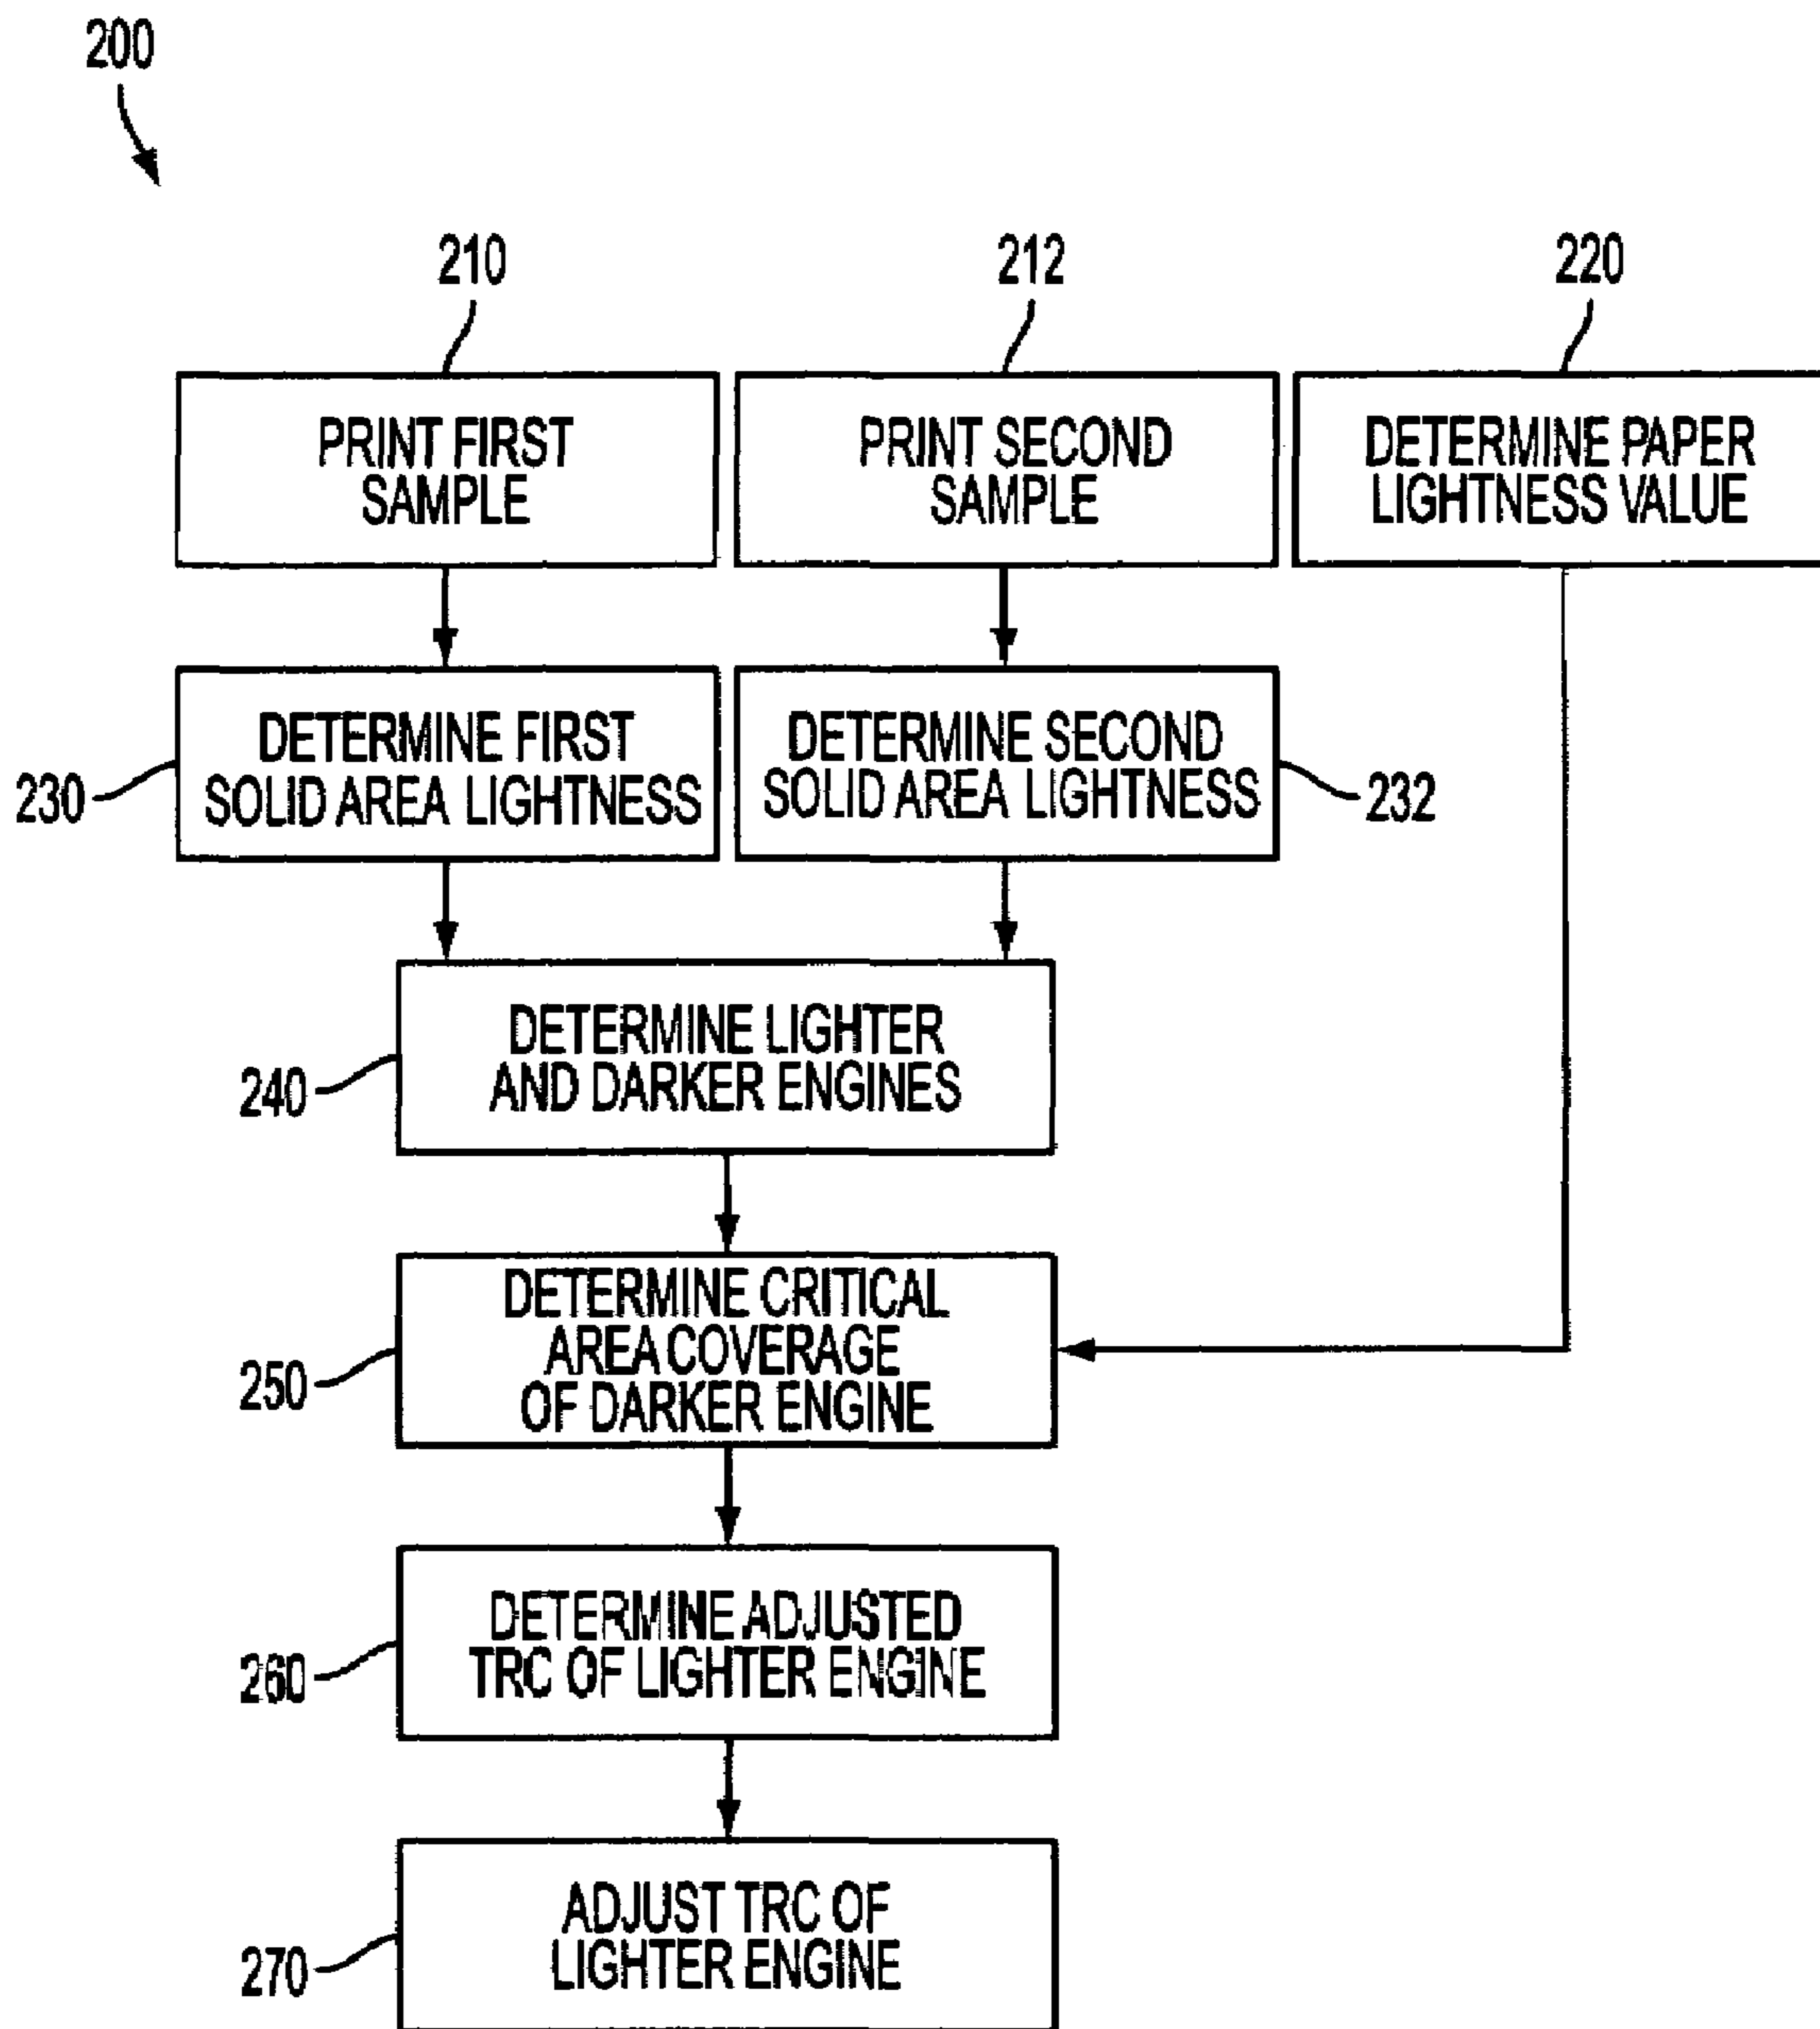 200
210
212
220
PRINT FIRST
SAMPLE
PRINT SECOND
SAMPLE
DETERMINE PAPER
LIGHTNESS VALUE
230
DETERMINE FIRST
SOLID AREA LIGHTNESS
DETERMINE SECOND
SOLID AREA LIGHTNESS
232
240
DETERMINE LIGHTER
AND DARKER ENGINES
250
DETERMINE CRITICAL
AREA COVERAGE
OF DARKER ENGINE
260
DETERMINE ADJUSTED
TRC OF LIGHTER ENGINE
270
ADJUST TRC OF
LIGHTER ENGINE